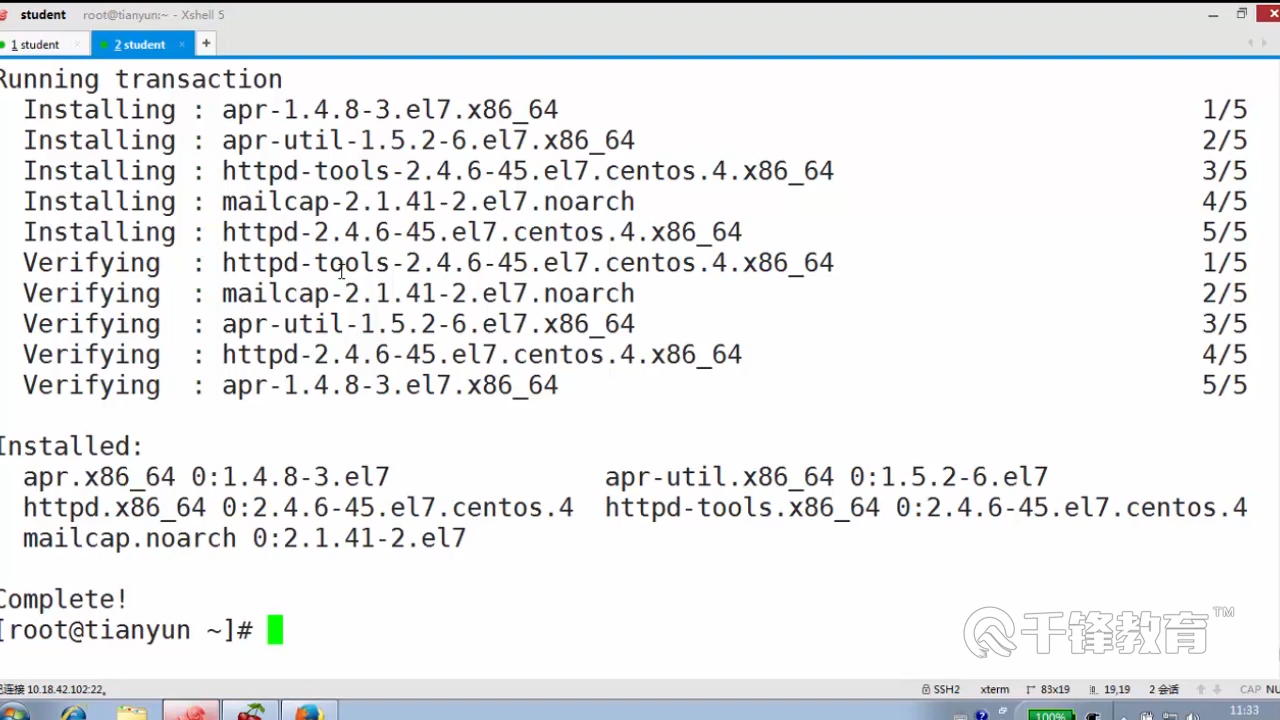 student root@tianyun:~ - Xshell 5
1 student × 2 student × +
Running transaction
Installing : apr-1.4.8-3.el7.x86_64 1/5
Installing : apr-util-1.5.2-6.el7.x86_64 2/5
Installing : httpd-tools-2.4.6-45.el7.centos.4.x86_64 3/5
Installing : mailcap-2.1.41-2.el7.noarch 4/5
Installing : httpd-2.4.6-45.el7.centos.4.x86_64 5/5
Verifying : httpd-tools-2.4.6-45.el7.centos.4.x86_64 1/5
Verifying : mailcap-2.1.41-2.el7.noarch 2/5
Verifying : apr-util-1.5.2-6.el7.x86_64 3/5
Verifying : httpd-2.4.6-45.el7.centos.4.x86_64 4/5
Verifying : apr-1.4.8-3.el7.x86_64 5/5
Installed:
apr.x86_64 0:1.4.8-3.el7 apr-util.x86_64 0:1.5.2-6.el7
httpd.x86_64 0:2.4.6-45.el7.centos.4 httpd-tools.x86_64 0:2.4.6-45.el7.centos.4
mailcap.noarch 0:2.1.41-2.el7
Complete!
[root@tianyun ~]#
千锋教育™
已连接 10.18.42.102:22。 SSH2 xterm 83x19 19,19 2 会话 CAP NU
100% 11:33